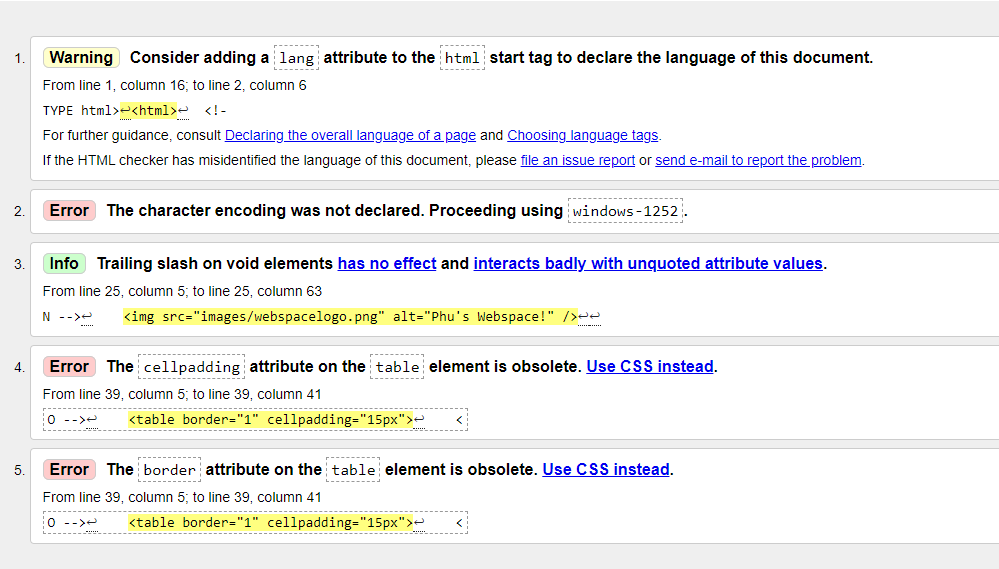 1. Warning Consider adding a lang attribute to the html start tag to declare the language of this document.
From line 1, column 16; to line 2, column 6
TYPE html>↩<html>↩  <!-
For further guidance, consult Declaring the overall language of a page and Choosing language tags.
If the HTML checker has misidentified the language of this document, please file an issue report or send e-mail to report the problem.
2. Error The character encoding was not declared. Proceeding using windows-1252.
3. Info Trailing slash on void elements has no effect and interacts badly with unquoted attribute values.
From line 25, column 5; to line 25, column 63
N -->↩    <img src="images/webspacelogo.png" alt="Phu's Webspace!" />↩↩
4. Error The cellpadding attribute on the table element is obsolete. Use CSS instead.
From line 39, column 5; to line 39, column 41
O -->↩    <table border="1" cellpadding="15px">↩    <
5. Error The border attribute on the table element is obsolete. Use CSS instead.
From line 39, column 5; to line 39, column 41
O -->↩    <table border="1" cellpadding="15px">↩    <